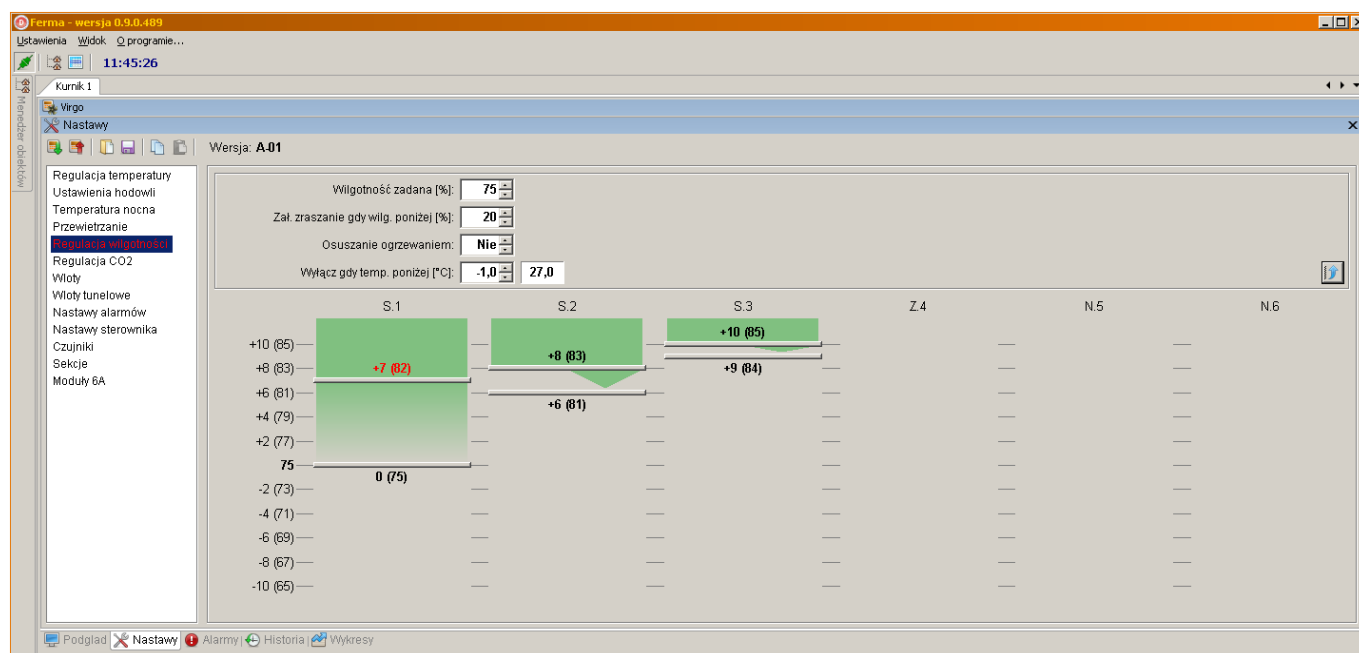 Ferma - wersja 0.9.0.489
Ustawienia Widok O programie...
11:45:26
Menedżer obiektów
Kurnik 1
Virgo
Nastawy
Wersja: A-01
Regulacja temperatury
Ustawienia hodowli
Temperatura nocna
Przewietrzanie
Regulacja wilgotności
Regulacja CO2
Wloty
Wloty tunelowe
Nastawy alarmów
Nastawy sterownika
Czujniki
Sekcje
Moduły 6A
Wilgotność zadana [%]: 75
Zał. zraszanie gdy wilg. poniżej [%]: 20
Osuszanie ogrzewaniem: Nie
Wyłącz gdy temp. poniżej [°C]: -1,0 27,0
S.1 S.2 S.3 Z.4 N.5 N.6
+10 (85)
+8 (83)
+6 (81)
+4 (79)
+2 (77)
75
-2 (73)
-4 (71)
-6 (69)
-8 (67)
-10 (65)
+7 (82)
0 (75)
+8 (83)
+6 (81)
+10 (85)
+9 (84)
Podgląd Nastawy Alarmy Historia Wykresy